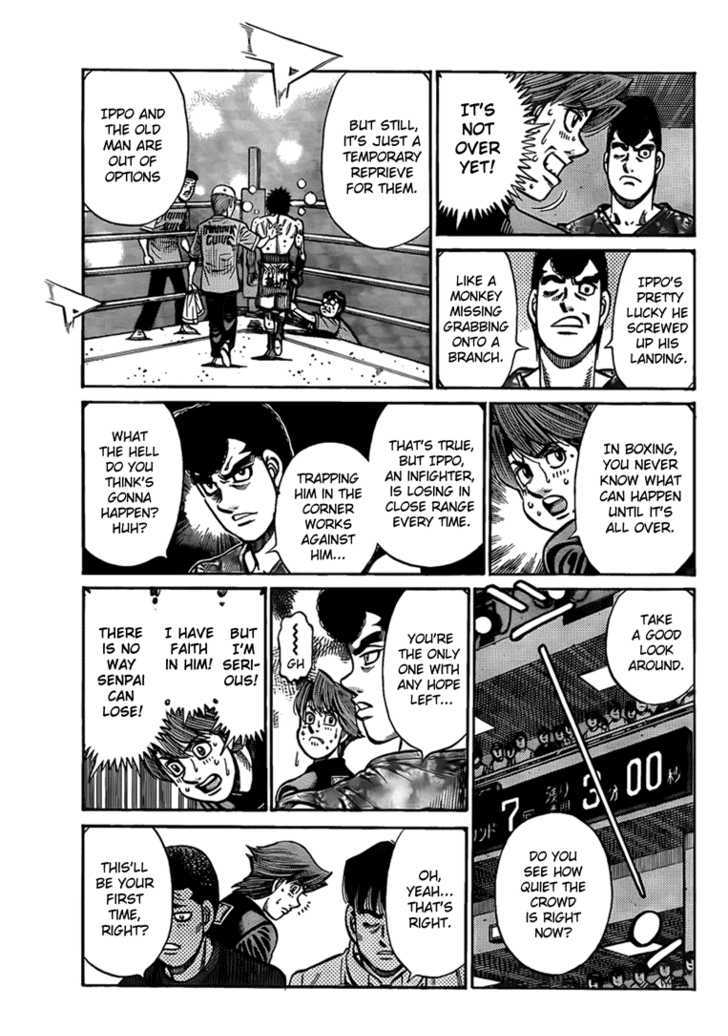 IT'S
NOT
OVER
YET!
BUT STILL,
IT'S JUST A
TEMPORARY
REPRIEVE
FOR THEM.
IPPO AND
THE OLD
MAN ARE
OUT OF
OPTIONS
IPPO'S
PRETTY
LUCKY HE
SCREWED
UP HIS
LANDING.
LIKE A
MONKEY
MISSING
GRABBING
ONTO A
BRANCH.
IN BOXING,
YOU NEVER
KNOW WHAT
CAN HAPPEN
UNTIL IT'S
ALL OVER.
THAT'S TRUE,
BUT IPPO,
AN INFIGHTER,
IS LOSING IN
CLOSE RANGE
EVERY TIME.
TRAPPING
HIM IN THE
CORNER
WORKS
AGAINST
HIM...
WHAT
THE HELL
DO YOU
THINK'S
GONNA
HAPPEN?
HUH?
TAKE
A GOOD
LOOK
AROUND.
7
3分00秒
DO YOU
SEE HOW
QUIET THE
CROWD
IS RIGHT
NOW?
YOU'RE
THE ONLY
ONE WITH
ANY HOPE
LEFT...
GH
BUT
I'M
SERI-
OUS!
I HAVE
FAITH
IN HIM!
THERE
IS NO
WAY
SENPAI
CAN
LOSE!
OH,
YEAH...
THAT'S
RIGHT.
THIS'LL
BE YOUR
FIRST
TIME,
RIGHT?